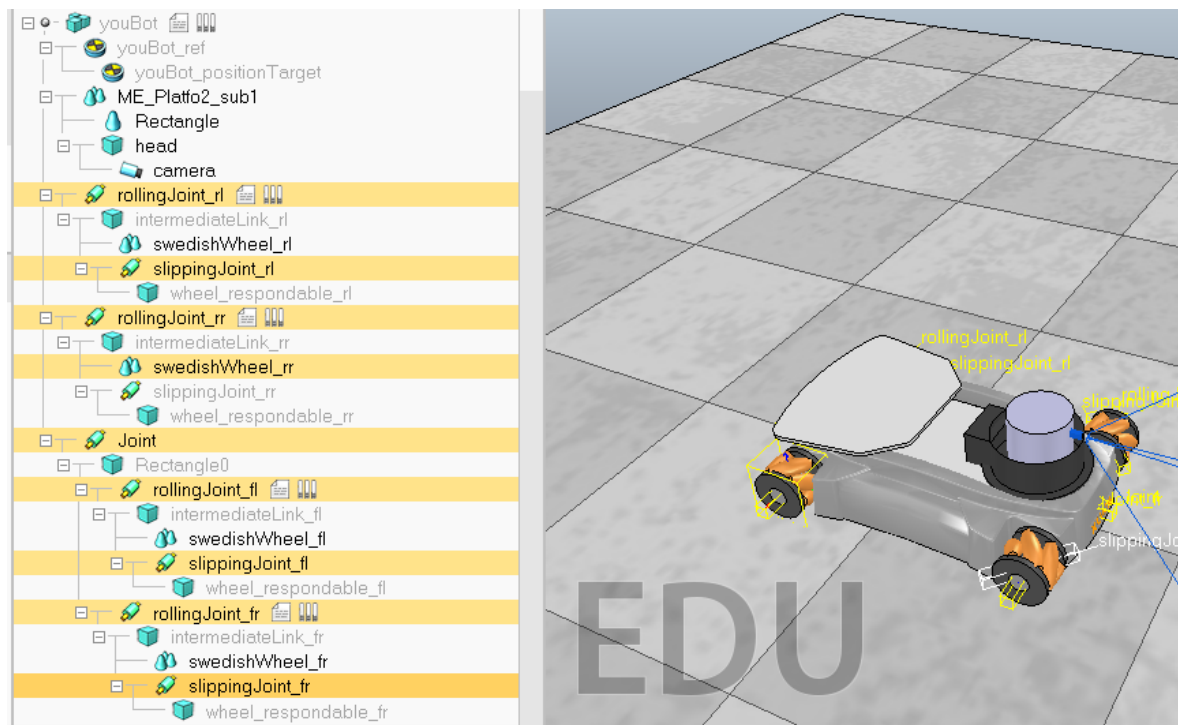 youBot
youBot_ref
youBot_positionTarget
ME_Platfo2_sub1
Rectangle
head
camera
rollingJoint_rl
intermediateLink_rl
swedishWheel_rl
slippingJoint_rl
wheel_respondable_rl
rollingJoint_rr
intermediateLink_rr
swedishWheel_rr
slippingJoint_rr
wheel_respondable_rr
Joint
Rectangle0
rollingJoint_fl
intermediateLink_fl
swedishWheel_fl
slippingJoint_fl
wheel_respondable_fl
rollingJoint_fr
intermediateLink_fr
swedishWheel_fr
slippingJoint_fr
wheel_respondable_fr
rollingJoint_rl
slippingJoint_rl
EDU